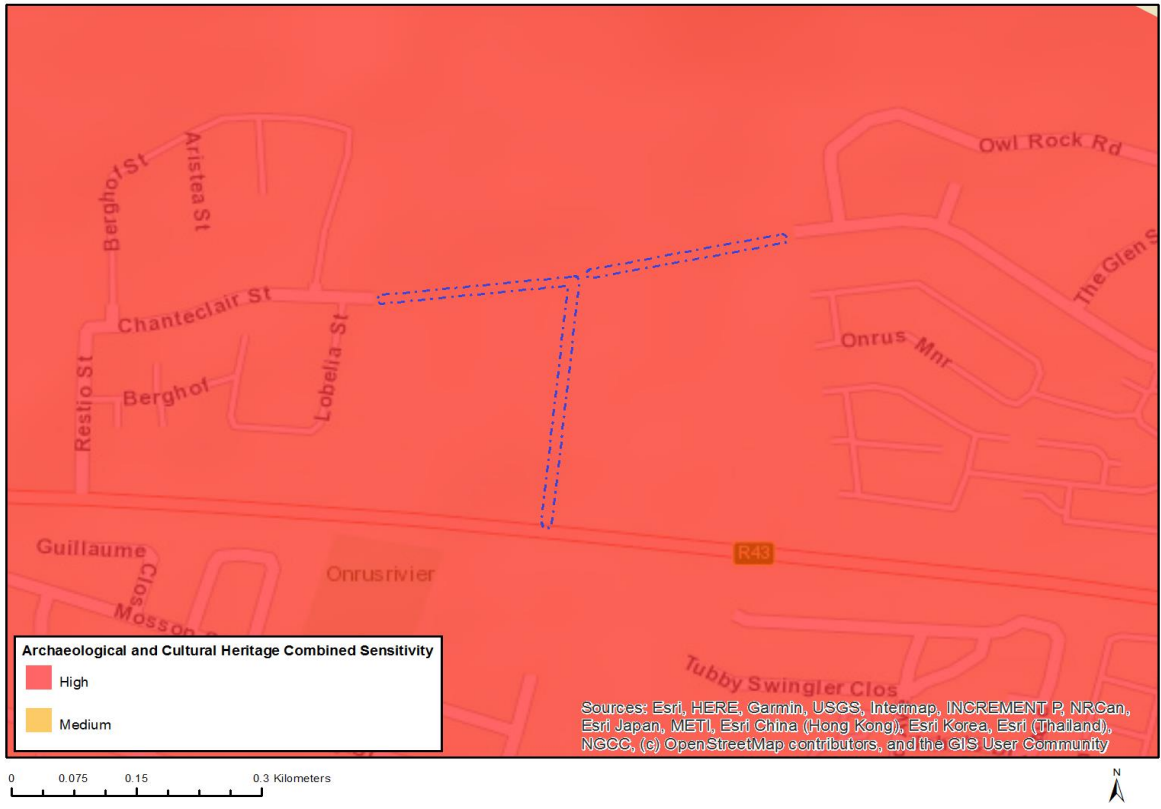 Owl Rock Rd
Aristea St
Berghof St
The Glen S
Chanteclair St
Lobelia St
Onrus Mnr
Restio St
Berghof
Guillaume
Clos
R43
Onrusrivier
Mosson
Tubby Swingler Clos
Archaeological and Cultural Heritage Combined Sensitivity
High
Medium
Sources: Esri, HERE, Garmin, USGS, Intermap, INCREMENT P, NRCan,
Esri Japan, METI, Esri China (Hong Kong), Esri Korea, Esri (Thailand),
NGCC, (c) OpenStreetMap contributors, and the GIS User Community
0 0.075 0.15 0.3 Kilometers
N